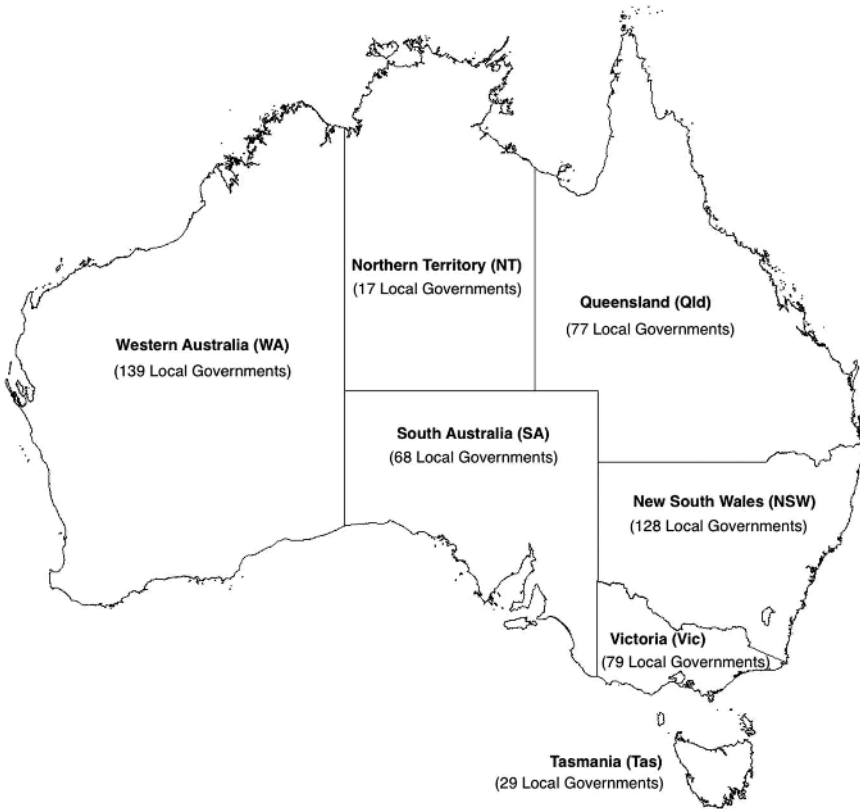 Northern Territory (NT)
(17 Local Governments)
Queensland (Qld)
(77 Local Governments)
Western Australia (WA)
(139 Local Governments)
South Australia (SA)
(68 Local Governments)
New South Wales (NSW)
(128 Local Governments)
Victoria (Vic)
(79 Local Governments)
Tasmania (Tas)
(29 Local Governments)